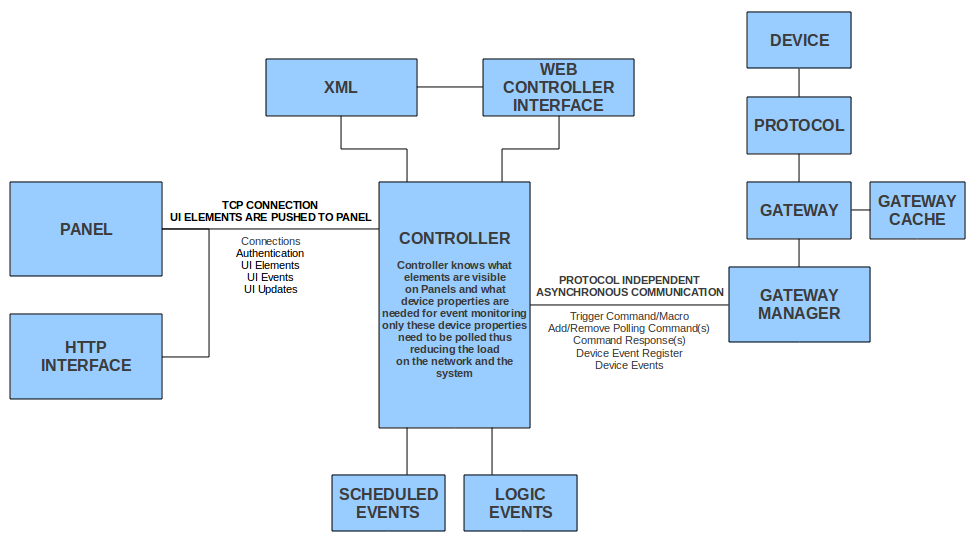 DEVICE
XML
WEB
CONTROLLER
INTERFACE
PROTOCOL
PANEL
TCP CONNECTION
UI ELEMENTS ARE PUSHED TO PANEL
Connections
Authentication
UI Elements
UI Events
UI Updates
CONTROLLER
Controller knows what
elements are visible
on Panels and what
device properties are
needed for event monitoring
only these device properties
need to be polled thus
reducing the load
on the network and the
system
GATEWAY
GATEWAY
CACHE
PROTOCOL INDEPENDENT
ASYNCHRONOUS COMMUNICATION
Trigger Command/Macro
Add/Remove Polling Command(s)
Command Response(s)
Device Event Register
Device Events
GATEWAY
MANAGER
HTTP
INTERFACE
SCHEDULED
EVENTS
LOGIC
EVENTS